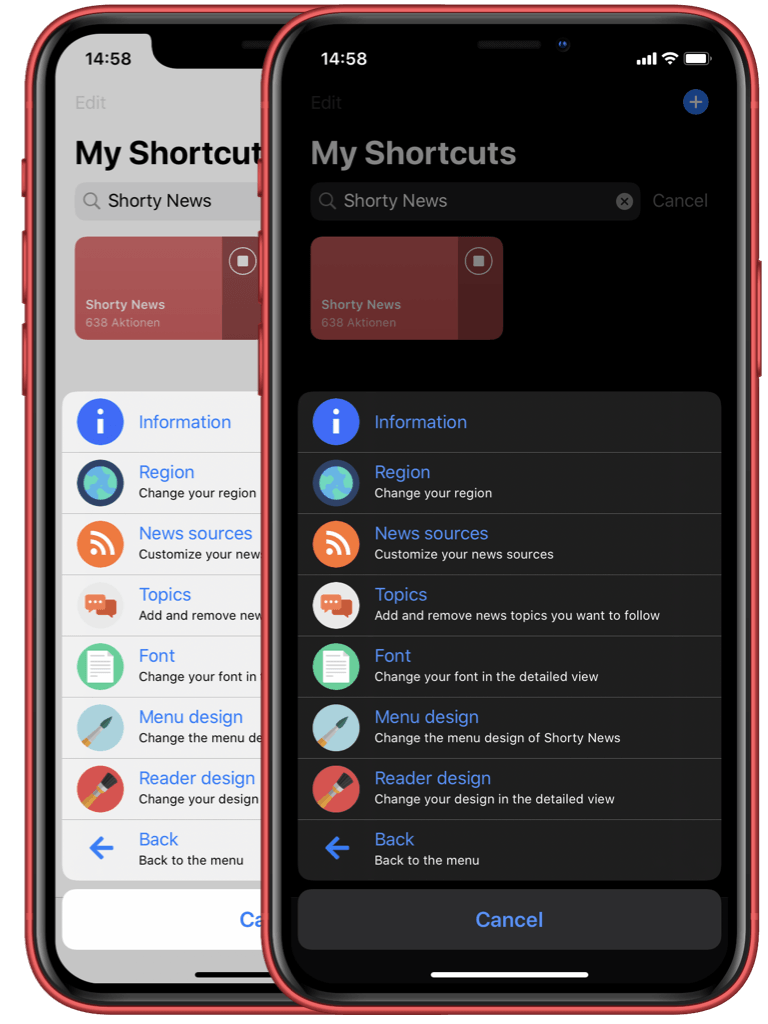 14:58
Edit
My Shortcut
Shorty News
Shorty News
638 Aktionen
Information
Region
Change your region
News sources
Customize your new
Topics
Add and remove new
Font
Change your font in
Menu design
Change the menu de
Reader design
Change your design
Back
Back to the menu
Ca
14:58
Edit
My Shortcuts
Shorty News
Cancel
Shorty News
638 Aktionen
Information
Region
Change your region
News sources
Customize your news sources
Topics
Add and remove news topics you want to follow
Font
Change your font in the detailed view
Menu design
Change the menu design of Shorty News
Reader design
Change your design in the detailed view
Back
Back to the menu
Cancel